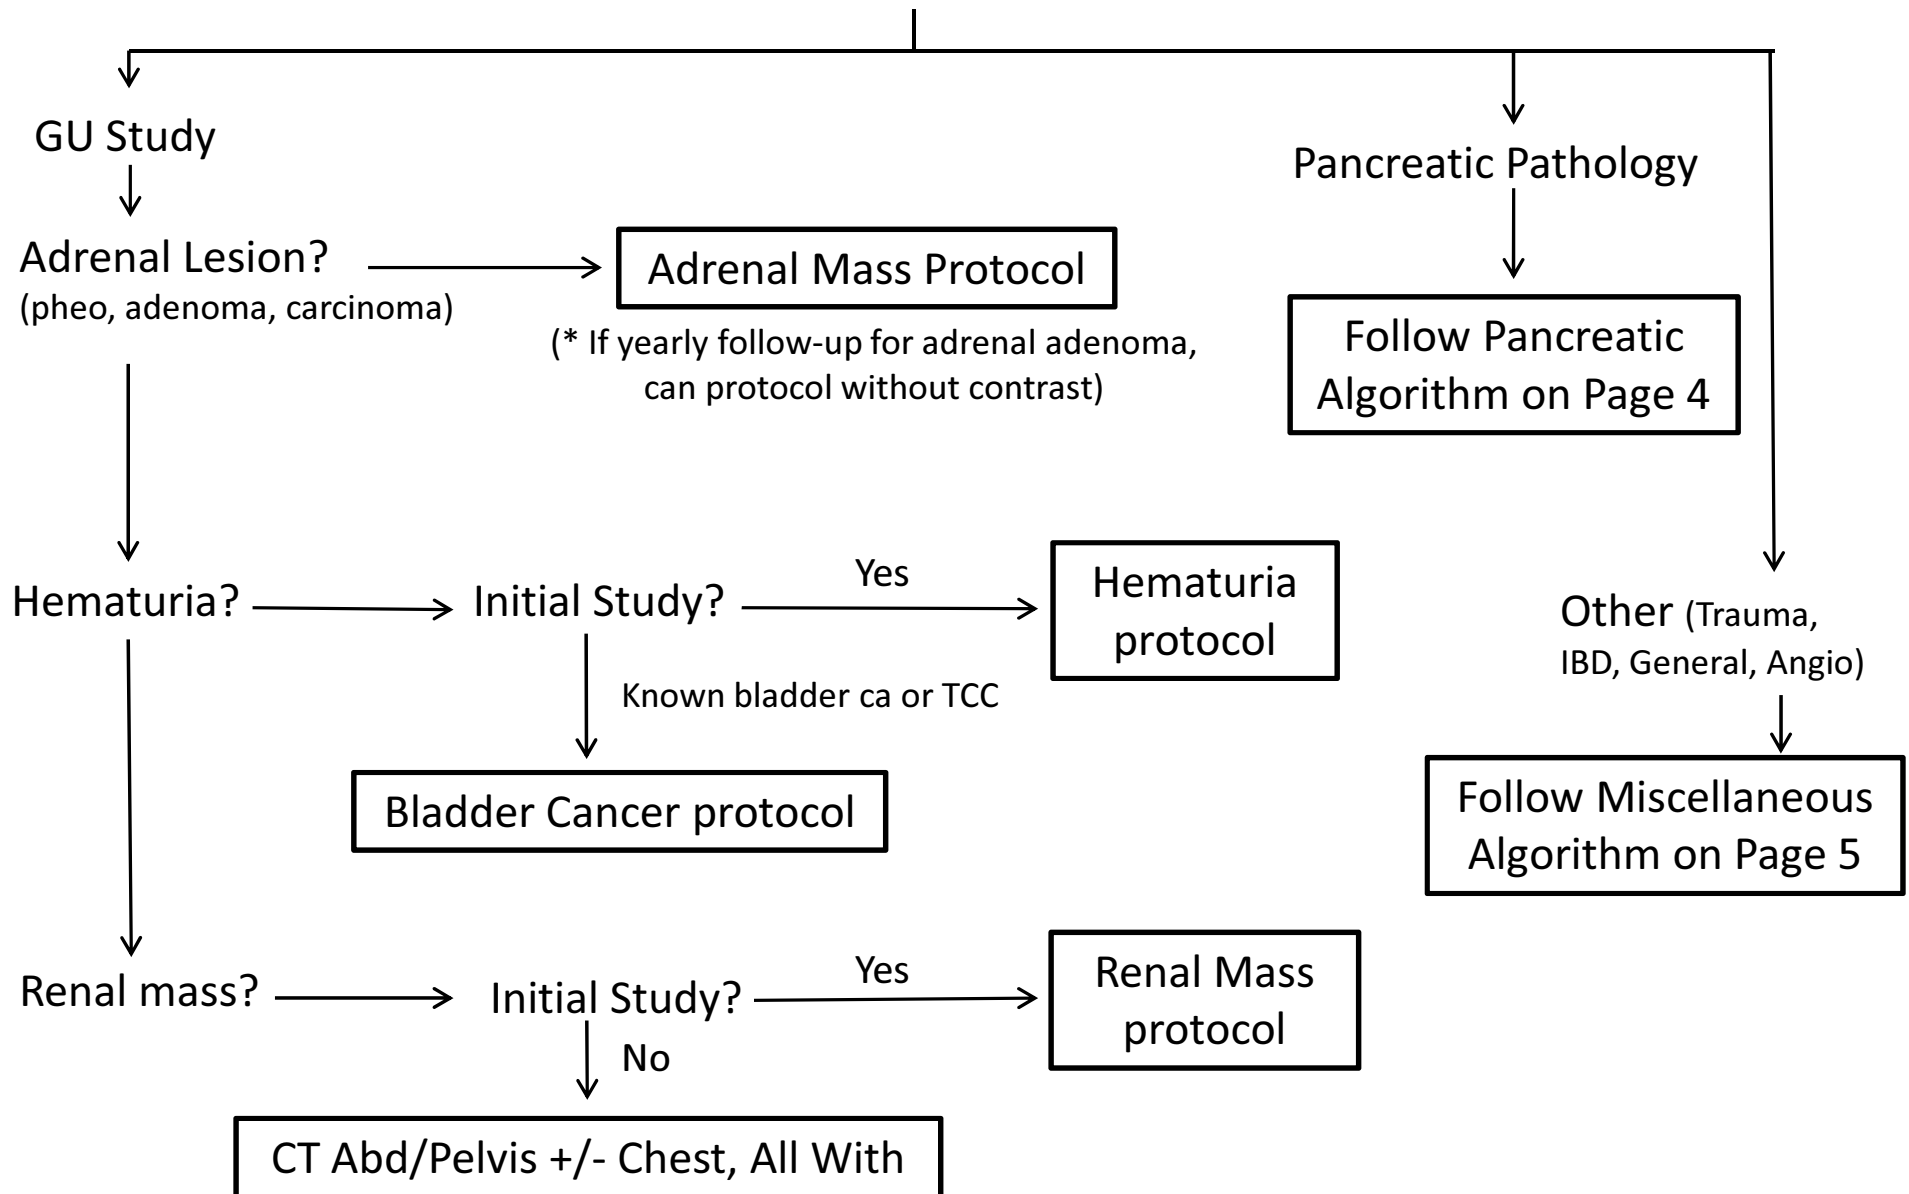 GU Study
Pancreatic Pathology
Adrenal Lesion?
(pheo, adenoma, carcinoma)
Adrenal Mass Protocol
(* If yearly follow-up for adrenal adenoma,
can protocol without contrast)
Follow Pancreatic
Algorithm on Page 4
Hematuria?
Initial Study?
Yes
Hematuria
protocol
Known bladder ca or TCC
Bladder Cancer protocol
Other (Trauma,
IBD, General, Angio)
Follow Miscellaneous
Algorithm on Page 5
Renal mass?
Initial Study?
Yes
Renal Mass
protocol
No
CT Abd/Pelvis +/- Chest, All With